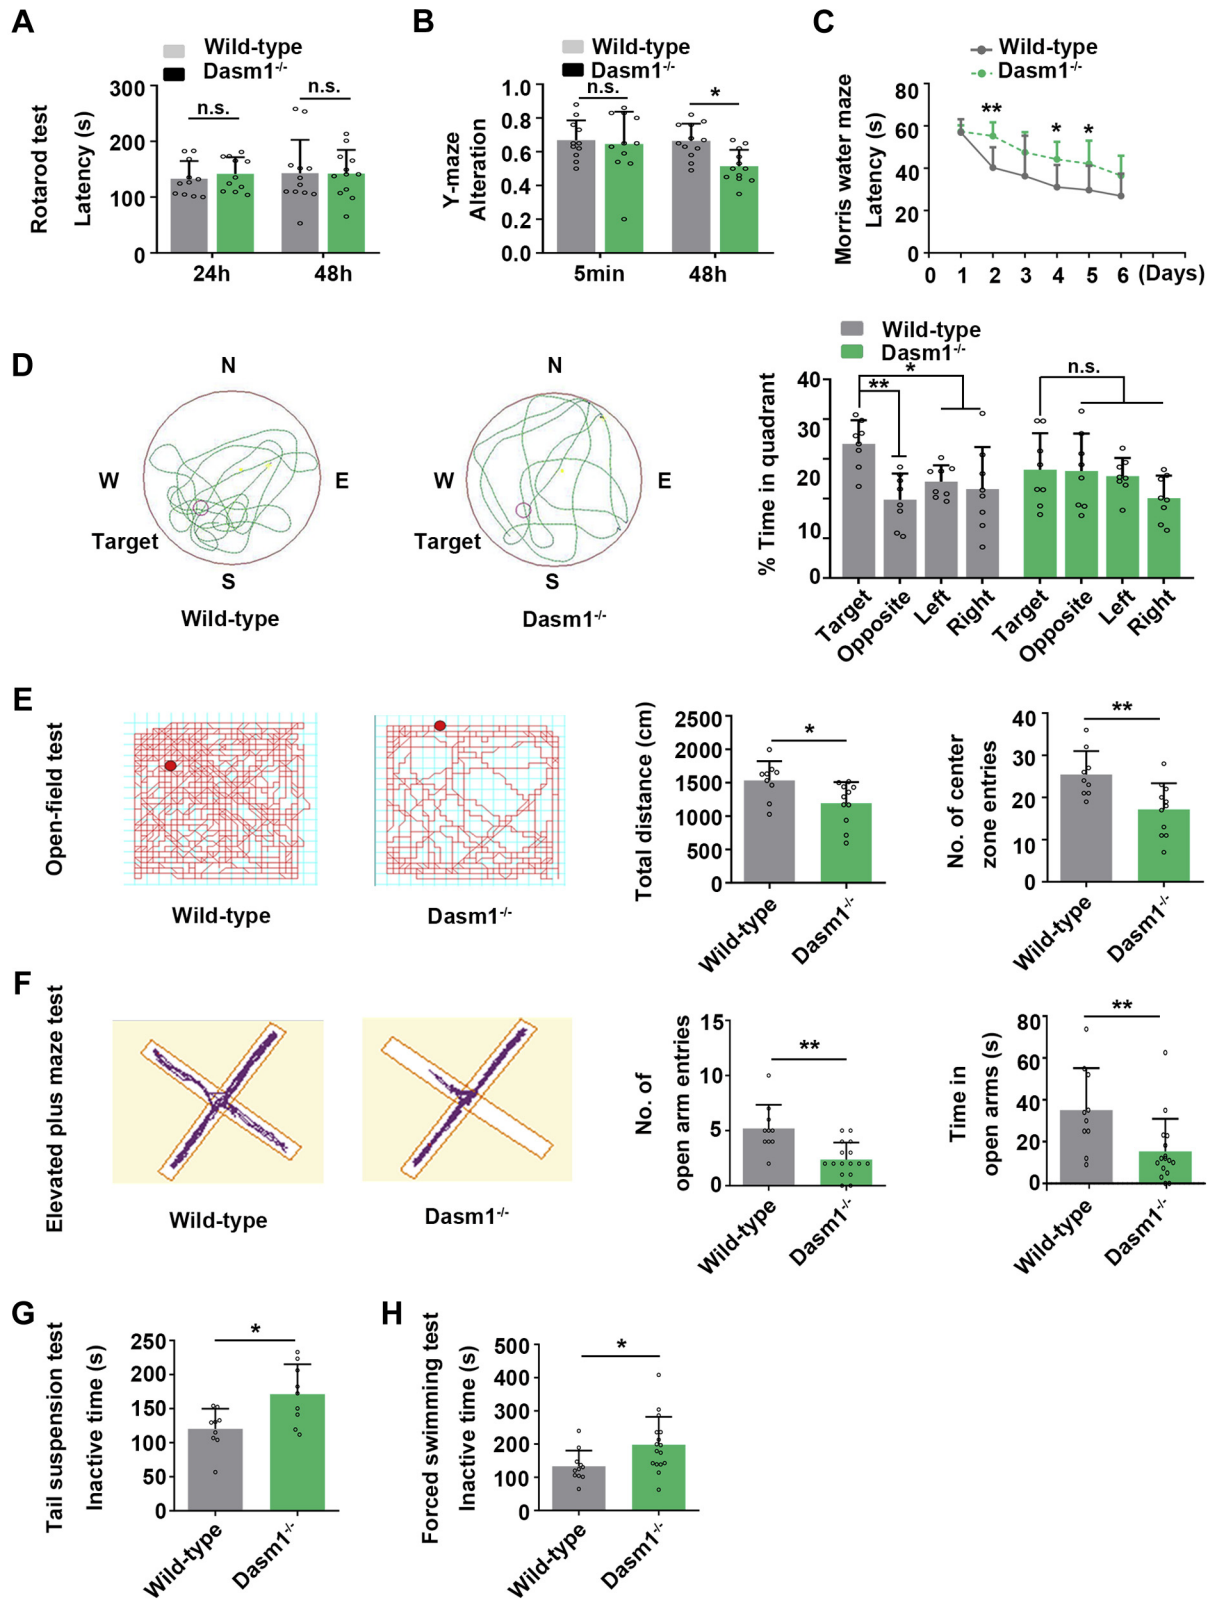 A
Wild-type
Dasm1-/-
Rotarod test
Latency (s)
300
200
100
0
n.s.
n.s.
24h
48h
B
Wild-type
Dasm1-/-
Y-maze
Alteration
1.0
0.8
0.6
0.4
0.2
0.0
n.s.
*
5min
48h
C
Wild-type
Dasm1-/-
Morris water maze
Latency (s)
80
60
40
20
**
*
*
0 1 2 3 4 5 6 (Days)
D
N
W
E
Target
S
Wild-type
N
W
E
Target
S
Dasm1-/-
Wild-type
Dasm1-/-
% Time in quadrant
40
30
20
10
0
**
*
n.s.
Target
Opposite
Left
Right
Target
Opposite
Left
Right
E
Open-field test
Wild-type
Dasm1-/-
Total distance (cm)
2500
2000
1500
1000
500
0
*
Wild-type
Dasm1-/-
No. of center
zone entries
40
30
20
10
0
**
Wild-type
Dasm1-/-
F
Elevated plus maze test
Wild-type
Dasm1-/-
No. of
open arm entries
15
10
5
0
**
Wild-type
Dasm1-/-
Time in
open arms (s)
80
60
40
20
0
**
Wild-type
Dasm1-/-
G
Tail suspension test
Inactive time (s)
250
200
150
100
50
0
*
Wild-type
Dasm1-/-
H
Forced swimming test
Inactive time (s)
500
400
300
200
100
0
*
Wild-type
Dasm1-/-